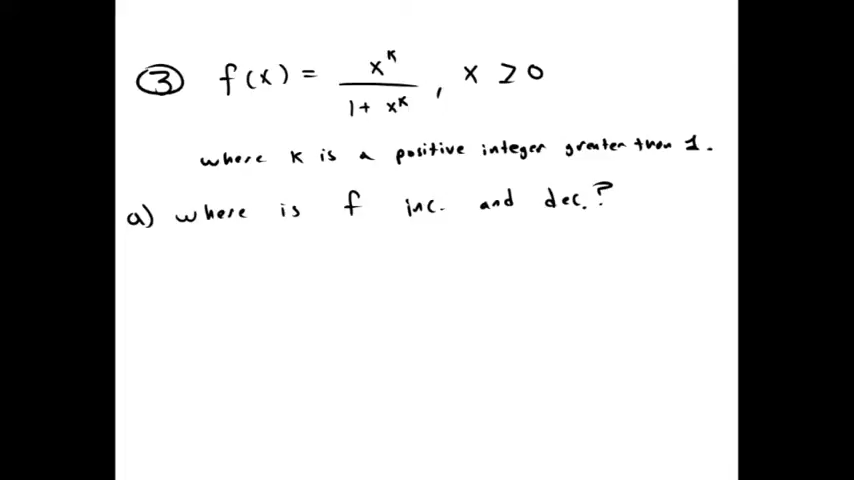 ③ f(x) = x^k / (1 + x^k) , x ≥ 0
where k is a positive integer greater than 1.
a) where is f inc. and dec.?